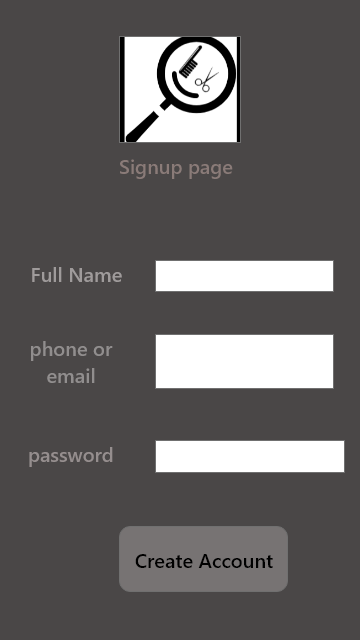 Signup page
Full Name
phone or
email
password
Create Account